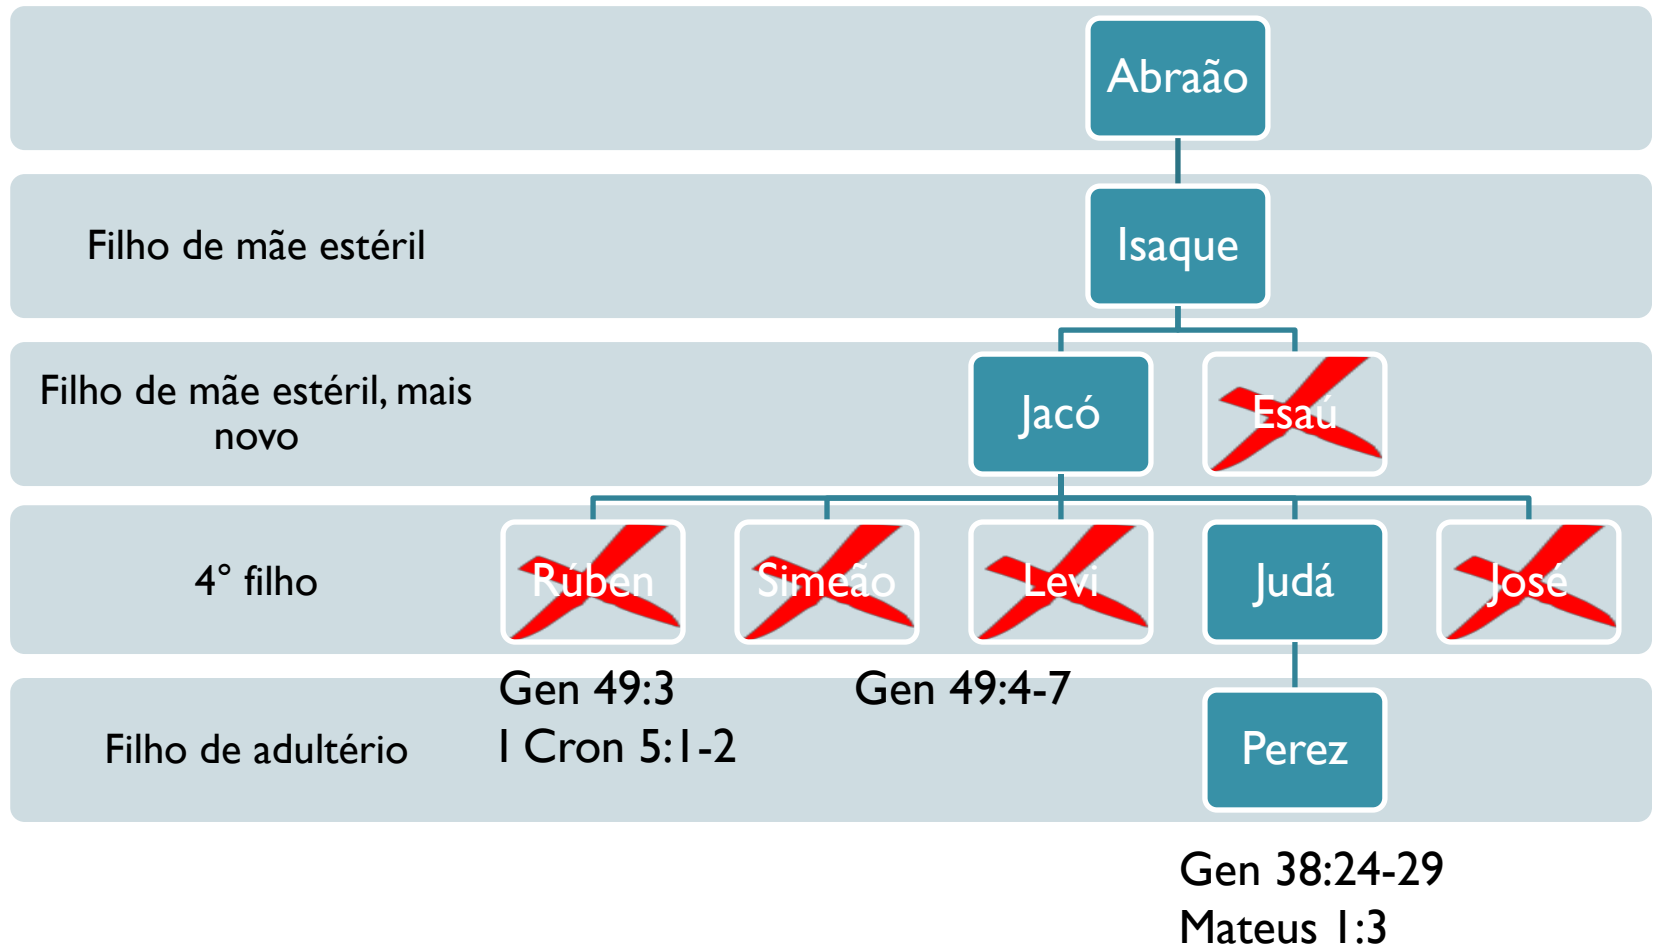 Abraão
Filho de mãe estéril
Isaque
Filho de mãe estéril, mais
novo
Jacó
Esaú
4° filho
Rúben
Simeão
Levi
Judá
José
Gen 49:3
I Cron 5:1-2
Gen 49:4-7
Filho de adultério
Perez
Gen 38:24-29
Mateus 1:3